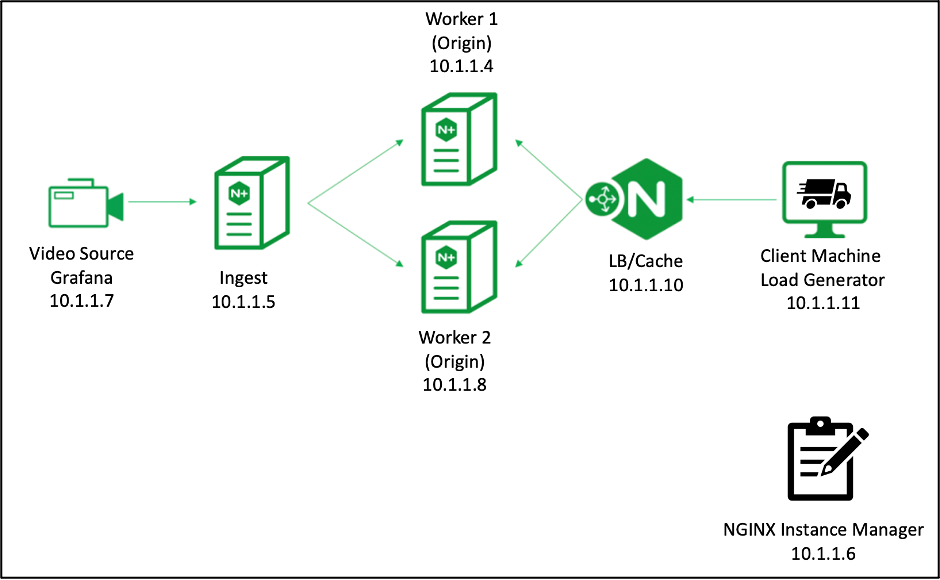 Worker 1
(Origin)
10.1.1.4
N+
Video Source
Grafana
10.1.1.7
N+
Ingest
10.1.1.5
N+
Worker 2
(Origin)
10.1.1.8
N
LB/Cache
10.1.1.10
Client Machine
Load Generator
10.1.1.11
NGINX Instance Manager
10.1.1.6